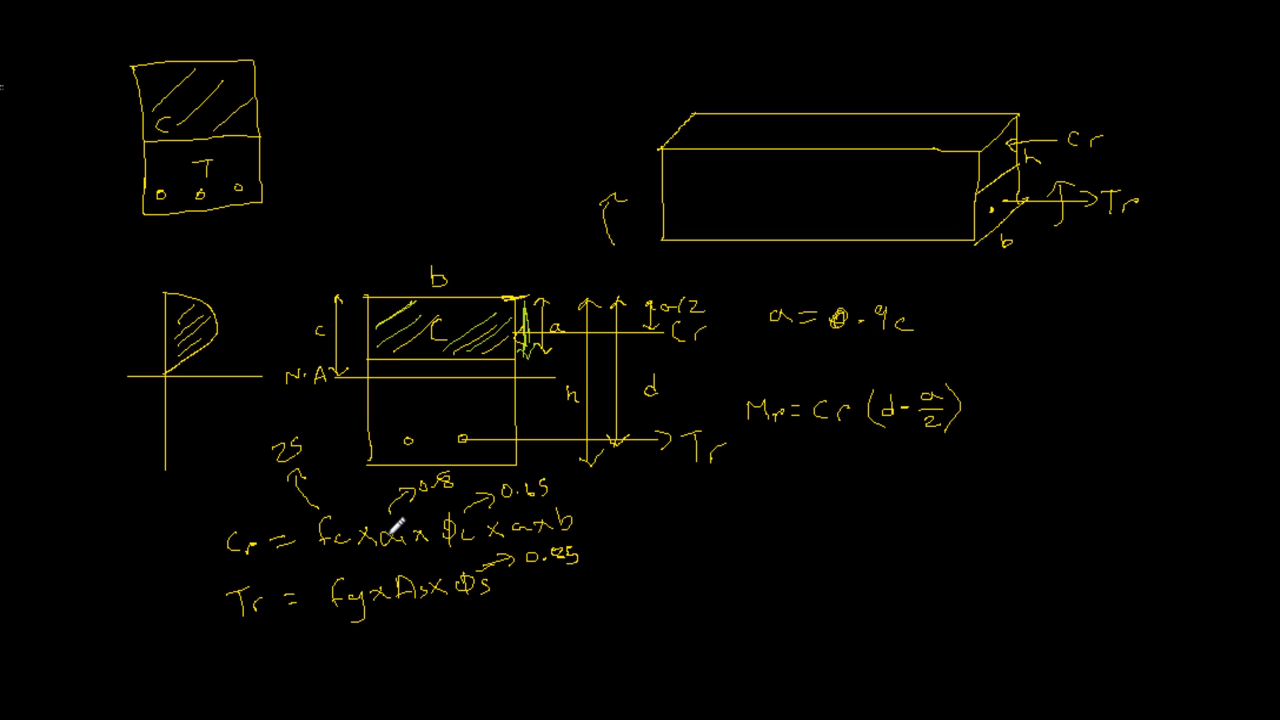 C
T
Cr
h
Tr
b
b
c
C
a
a/2
Cr
a = 0.9c
N.A
h
d
Mr = Cr (d - a/2)
Tr
25
0.8
0.65
Cr = fc x α1 x ϕc x a x b
0.85
Tr = fy x As x ϕs